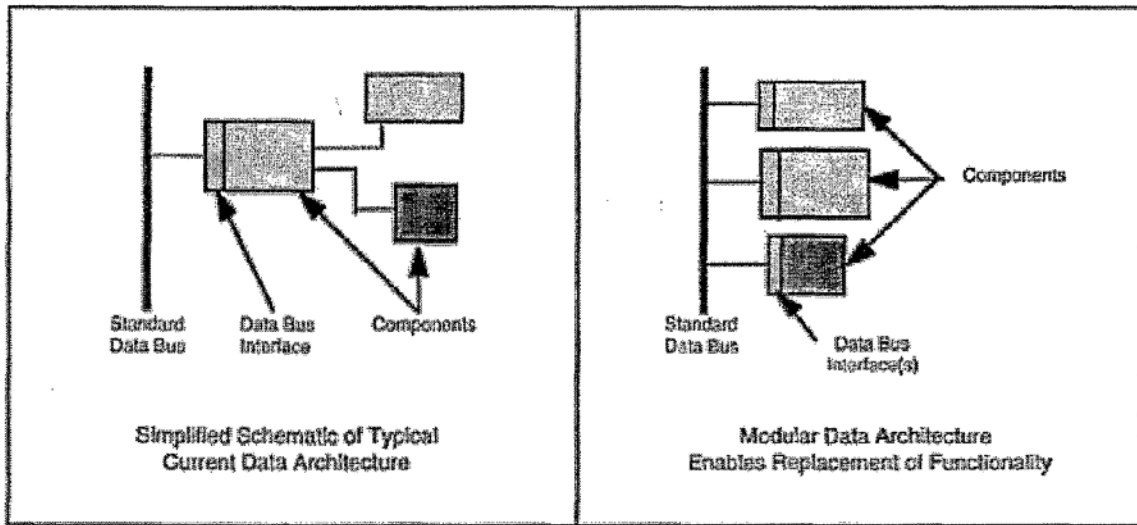 Standard
Data Bus
Data Bus
Interface
Components
Simplified Schematic of Typical
Current Data Architecture
Components
Standard
Data Bus
Data Bus
Interface(s)
Modular Data Architecture
Enables Replacement of Functionality